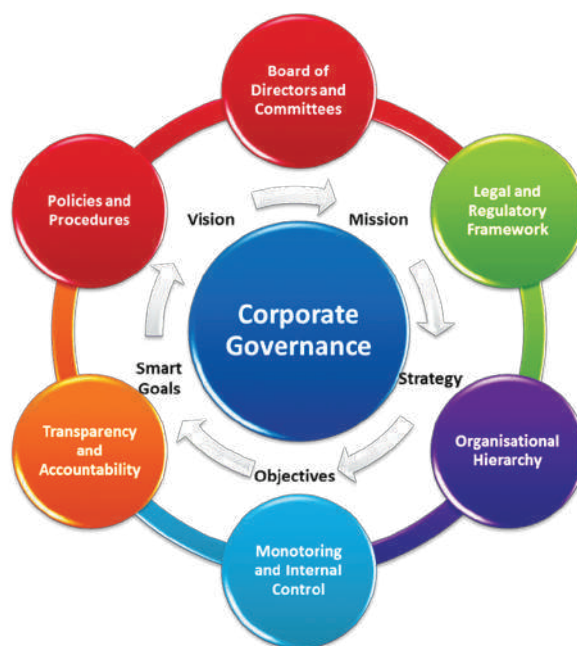 Board of
Directors and
Committees
Policies and
Procedures
Legal and
Regulatory
Framework
Vision
Mission
Corporate
Governance
Smart
Goals
Strategy
Transparency
and
Accountability
Organisational
Hierarchy
Objectives
Monotoring
and Internal
Control